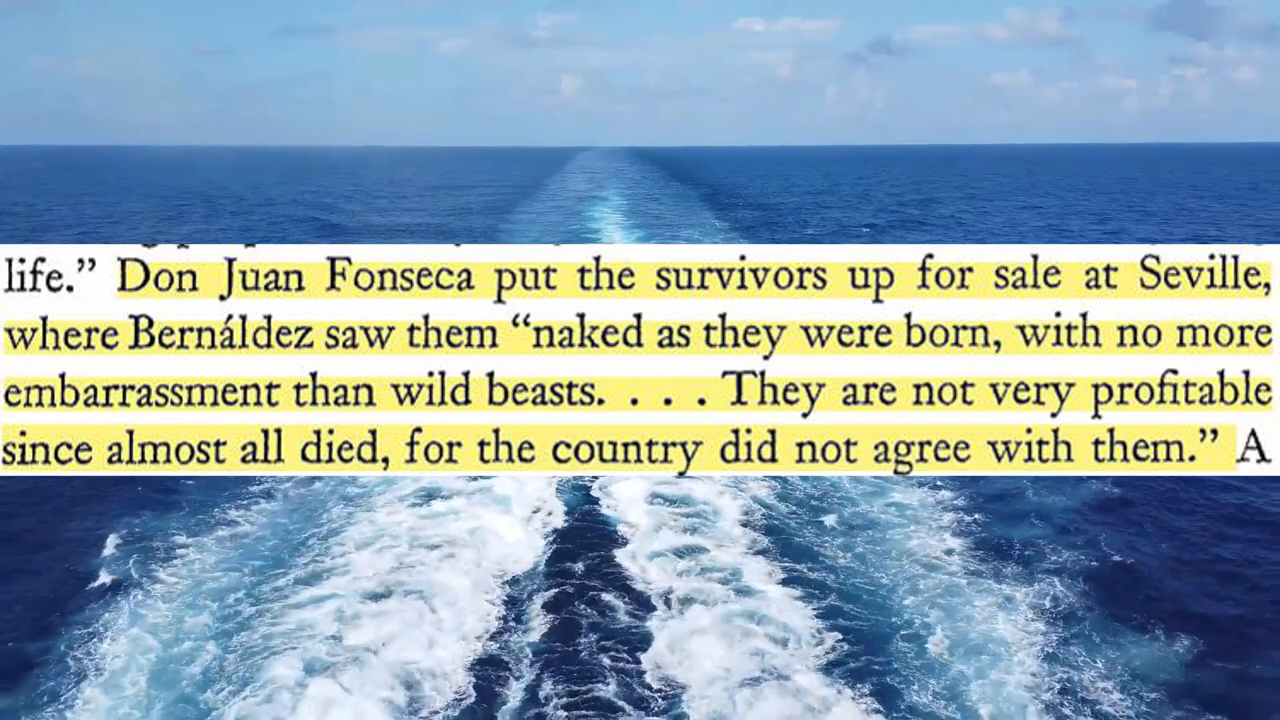 life.” Don Juan Fonseca put the survivors up for sale at Seville,
where Bernáldez saw them “naked as they were born, with no more
embarrassment than wild beasts. . . . They are not very profitable
since almost all died, for the country did not agree with them.” A